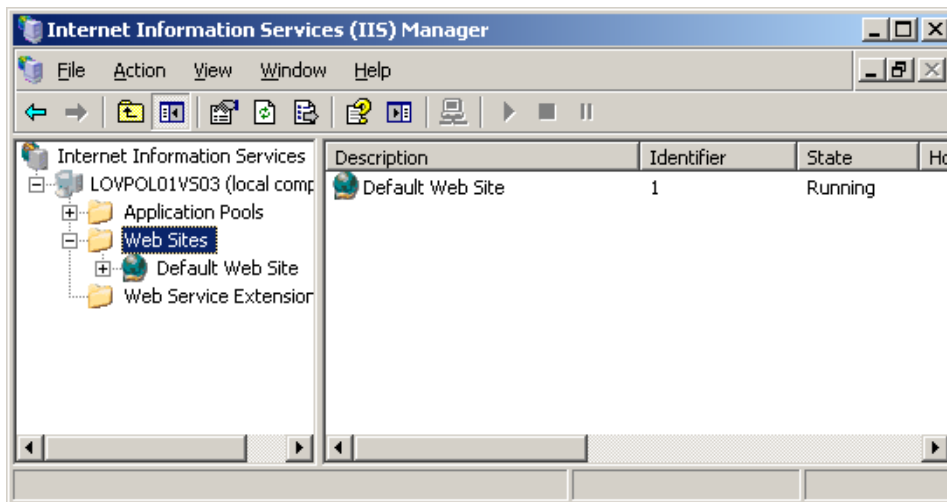 Internet Information Services (IIS) Manager
File Action View Window Help
Internet Information Services
LOVPOL01VS03 (local comp
Application Pools
Web Sites
Default Web Site
Web Service Extension
Description Identifier State Ho
Default Web Site 1 Running